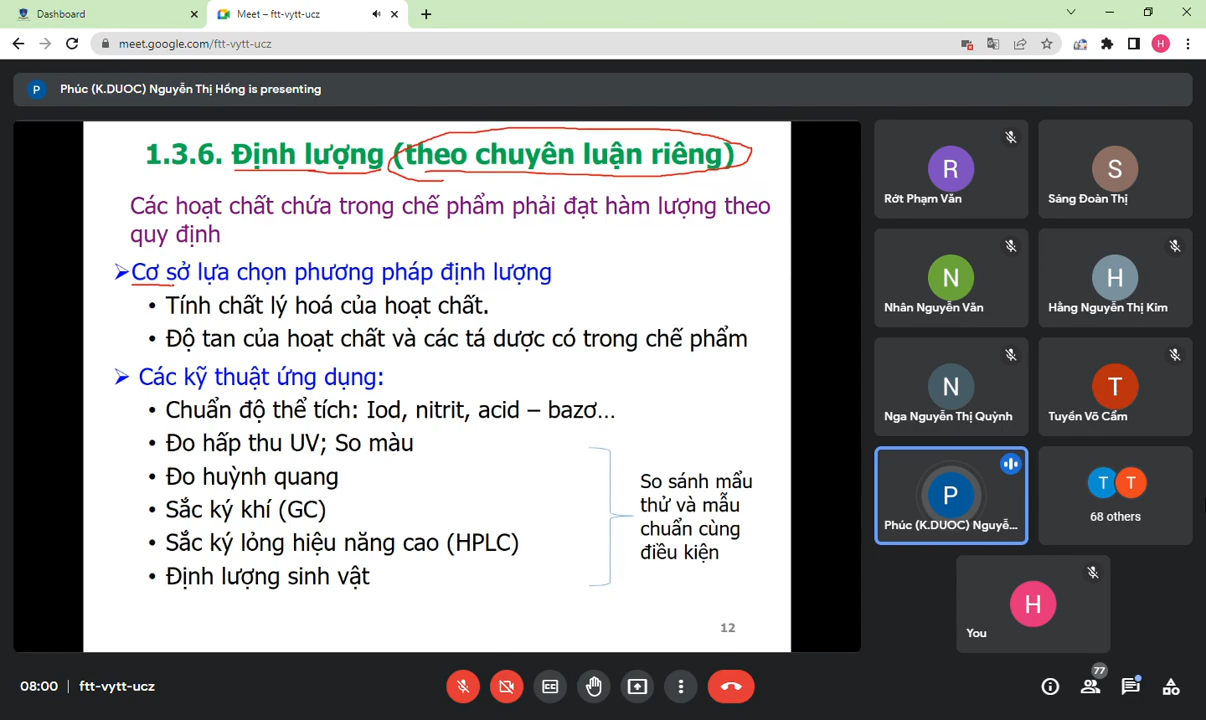 Dashboard
Meet – ftt-vytt-ucz
meet.google.com/ftt-vytt-ucz
H
P
Phúc (K.DUOC) Nguyễn Thị Hồng is presenting
1.3.6. Định lượng (theo chuyên luận riêng)
Các hoạt chất chứa trong chế phẩm phải đạt hàm lượng theo
quy định
➢Cơ sở lựa chọn phương pháp định lượng
• Tính chất lý hoá của hoạt chất.
• Độ tan của hoạt chất và các tá dược có trong chế phẩm
➢ Các kỹ thuật ứng dụng:
• Chuẩn độ thể tích: Iod, nitrit, acid – bazơ...
• Đo hấp thu UV; So màu
• Đo huỳnh quang
• Sắc ký khí (GC)
• Sắc ký lỏng hiệu năng cao (HPLC)
• Định lượng sinh vật
So sánh mẩu
thử và mẫu
chuẩn cùng
điều kiện
12
R
Rớt Phạm Văn
S
Sáng Đoàn Thị
N
Nhân Nguyễn Văn
H
Hằng Nguyễn Thị Kim
N
Nga Nguyễn Thị Quỳnh
T
Tuyền Võ Cẩm
P
Phúc (K.DUOC) Nguyễ...
T T
68 others
H
You
08:00 | ftt-vytt-ucz
CC
77